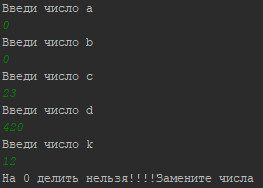 Введи число a
0
Введи число b
0
Введи число c
23
Введи число d
420
Введи число k
12
На 0 делить нельзя!!!!Замените числа